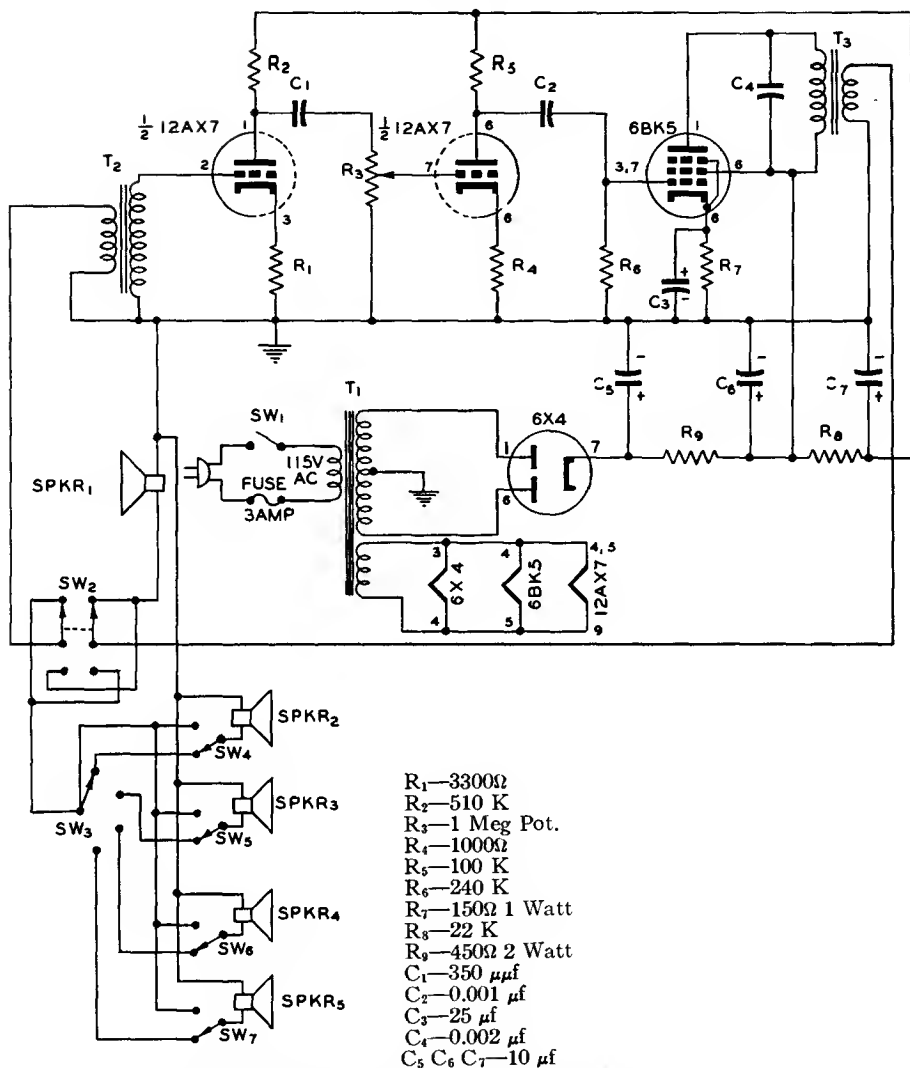 R2
R5
T3
C1
C2
C4
1/2 12AX7
1
1/2 12AX7
6
6BK5
1
T2
2
R3
7
3,7
6
3
6
6
R1
R4
R6
C3
+
-
R7
T1
C5
-
+
C6
-
+
C7
-
+
SW1
115V
AC
FUSE
3AMP
1
6X4
7
6
R9
R8
SPKR1
3
6X4
4
4
6BK5
5
4,5
12AX7
9
SW2
SPKR2
SW4
SW3
SPKR3
SW5
SPKR4
SW6
SPKR5
SW7
R1—3300Ω
R2—510 K
R3—1 Meg Pot.
R4—1000Ω
R5—100 K
R6—240 K
R7—150Ω 1 Watt
R8—22 K
R9—450Ω 2 Watt
C1—350 μμf
C2—0.001 μf
C3—25 μf
C4—0.002 μf
C5 C6 C7—10 μf